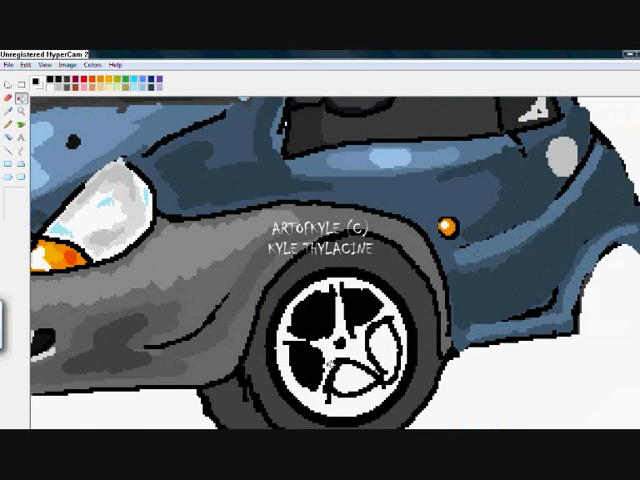 Unregistered HyperCam 2
File Edit View Image Colors Help
ARTOFKYLE (C)
KYLE THYLACINE